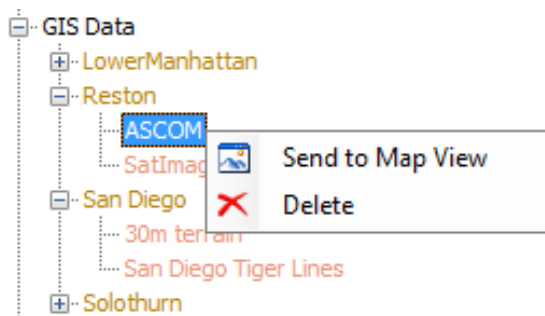 GIS Data
LowerManhattan
Reston
ASCOM
Send to Map View
SatImag
Delete
San Diego
30m terrain
San Diego Tiger Lines
Solothurn